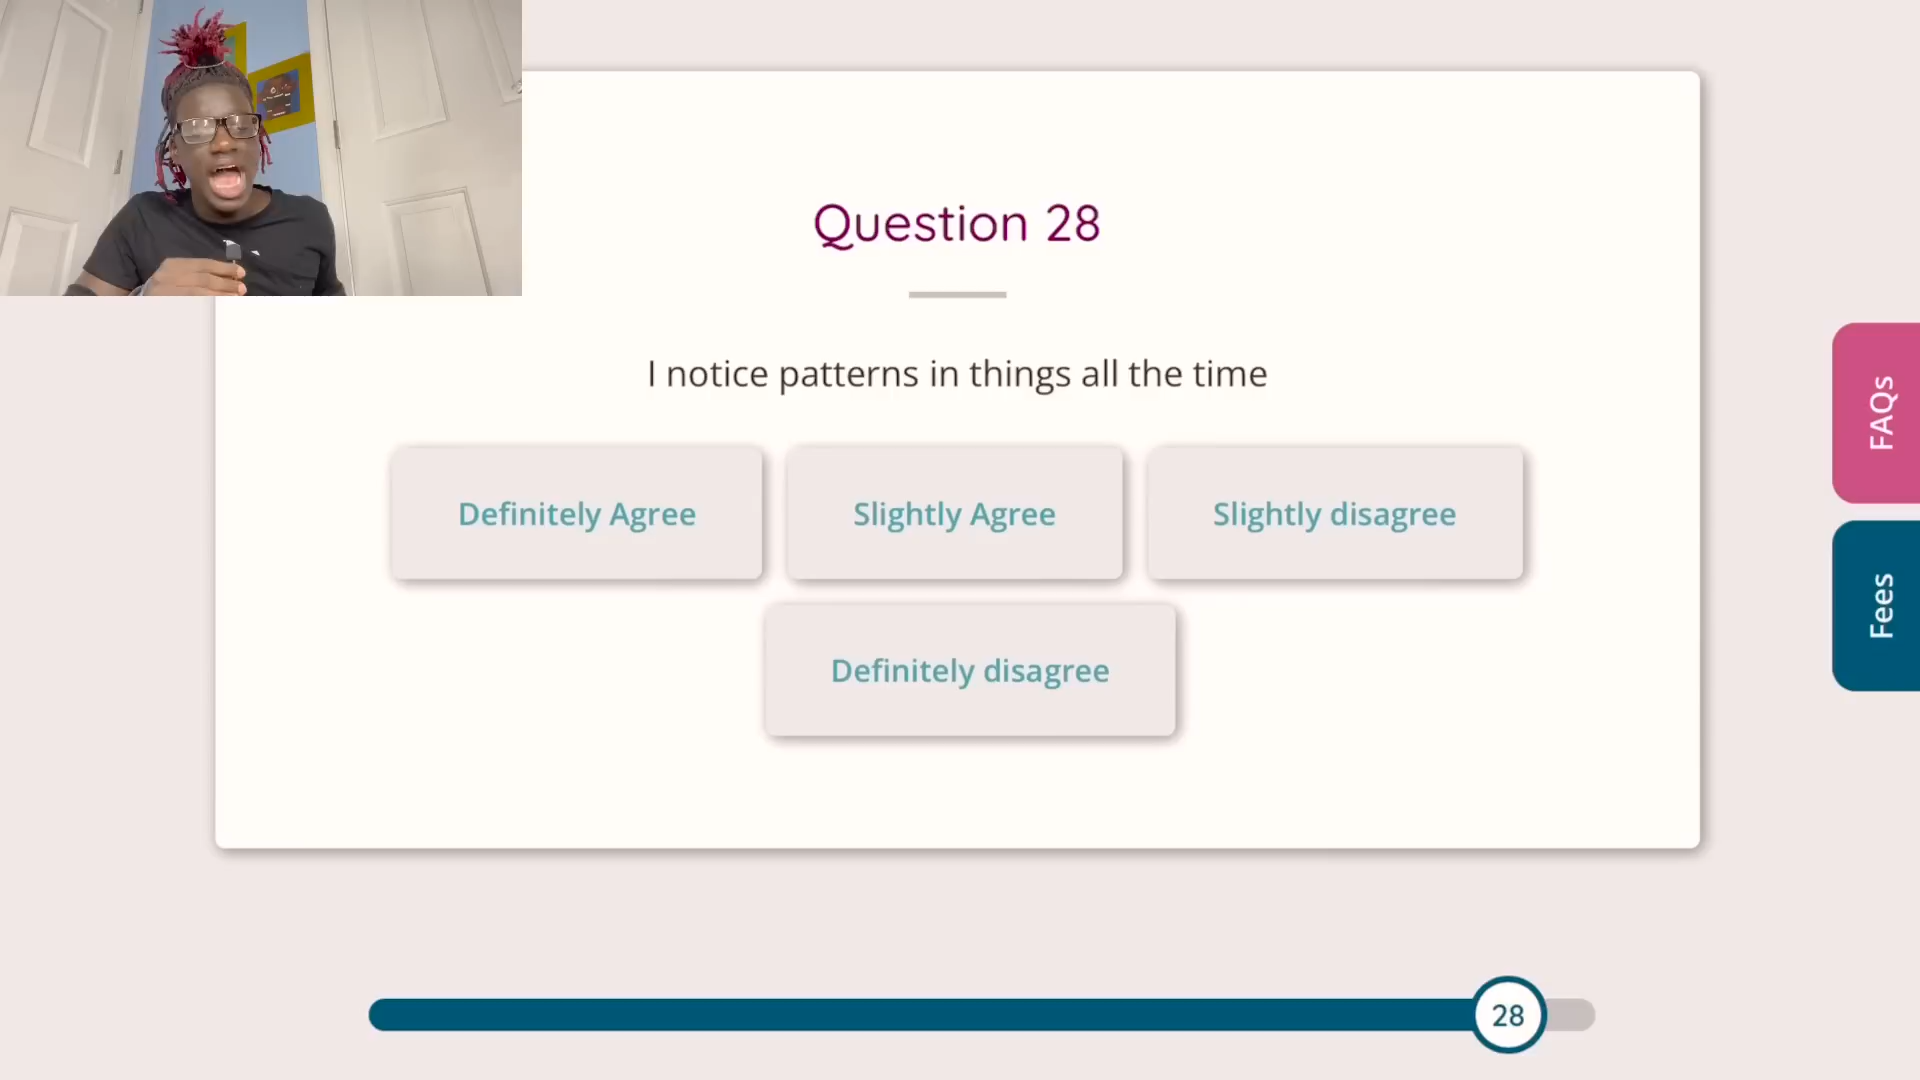 Question 28
I notice patterns in things all the time
Definitely Agree
Slightly Agree
Slightly disagree
Definitely disagree
FAQs
Fees
28